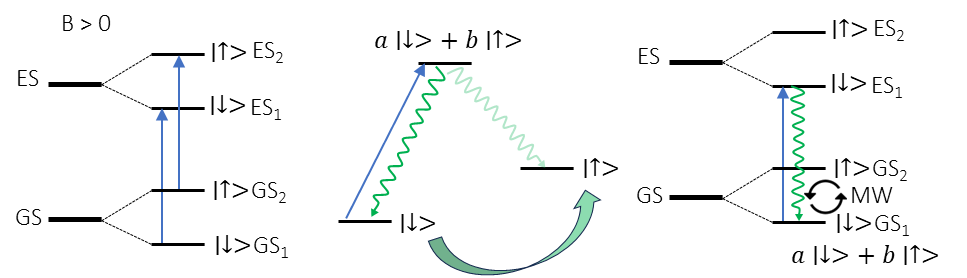 B > 0
ES
|↑> ES₂
|↓> ES₁
GS
|↑> GS₂
|↓> GS₁
a |↓> + b |↑>
|↑>
|↓>
ES
|↑> ES₂
|↓> ES₁
GS
|↑> GS₂
MW
|↓> GS₁
a |↓> + b |↑>